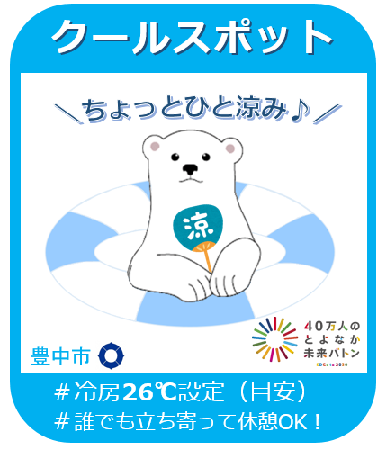 クールスポット
＼ちょっとひと涼み♪／
涼
豊中市
40万人の
とよなか
未来バトン
＃冷房26℃設定（目安）
＃誰でも立ち寄って休憩OK！